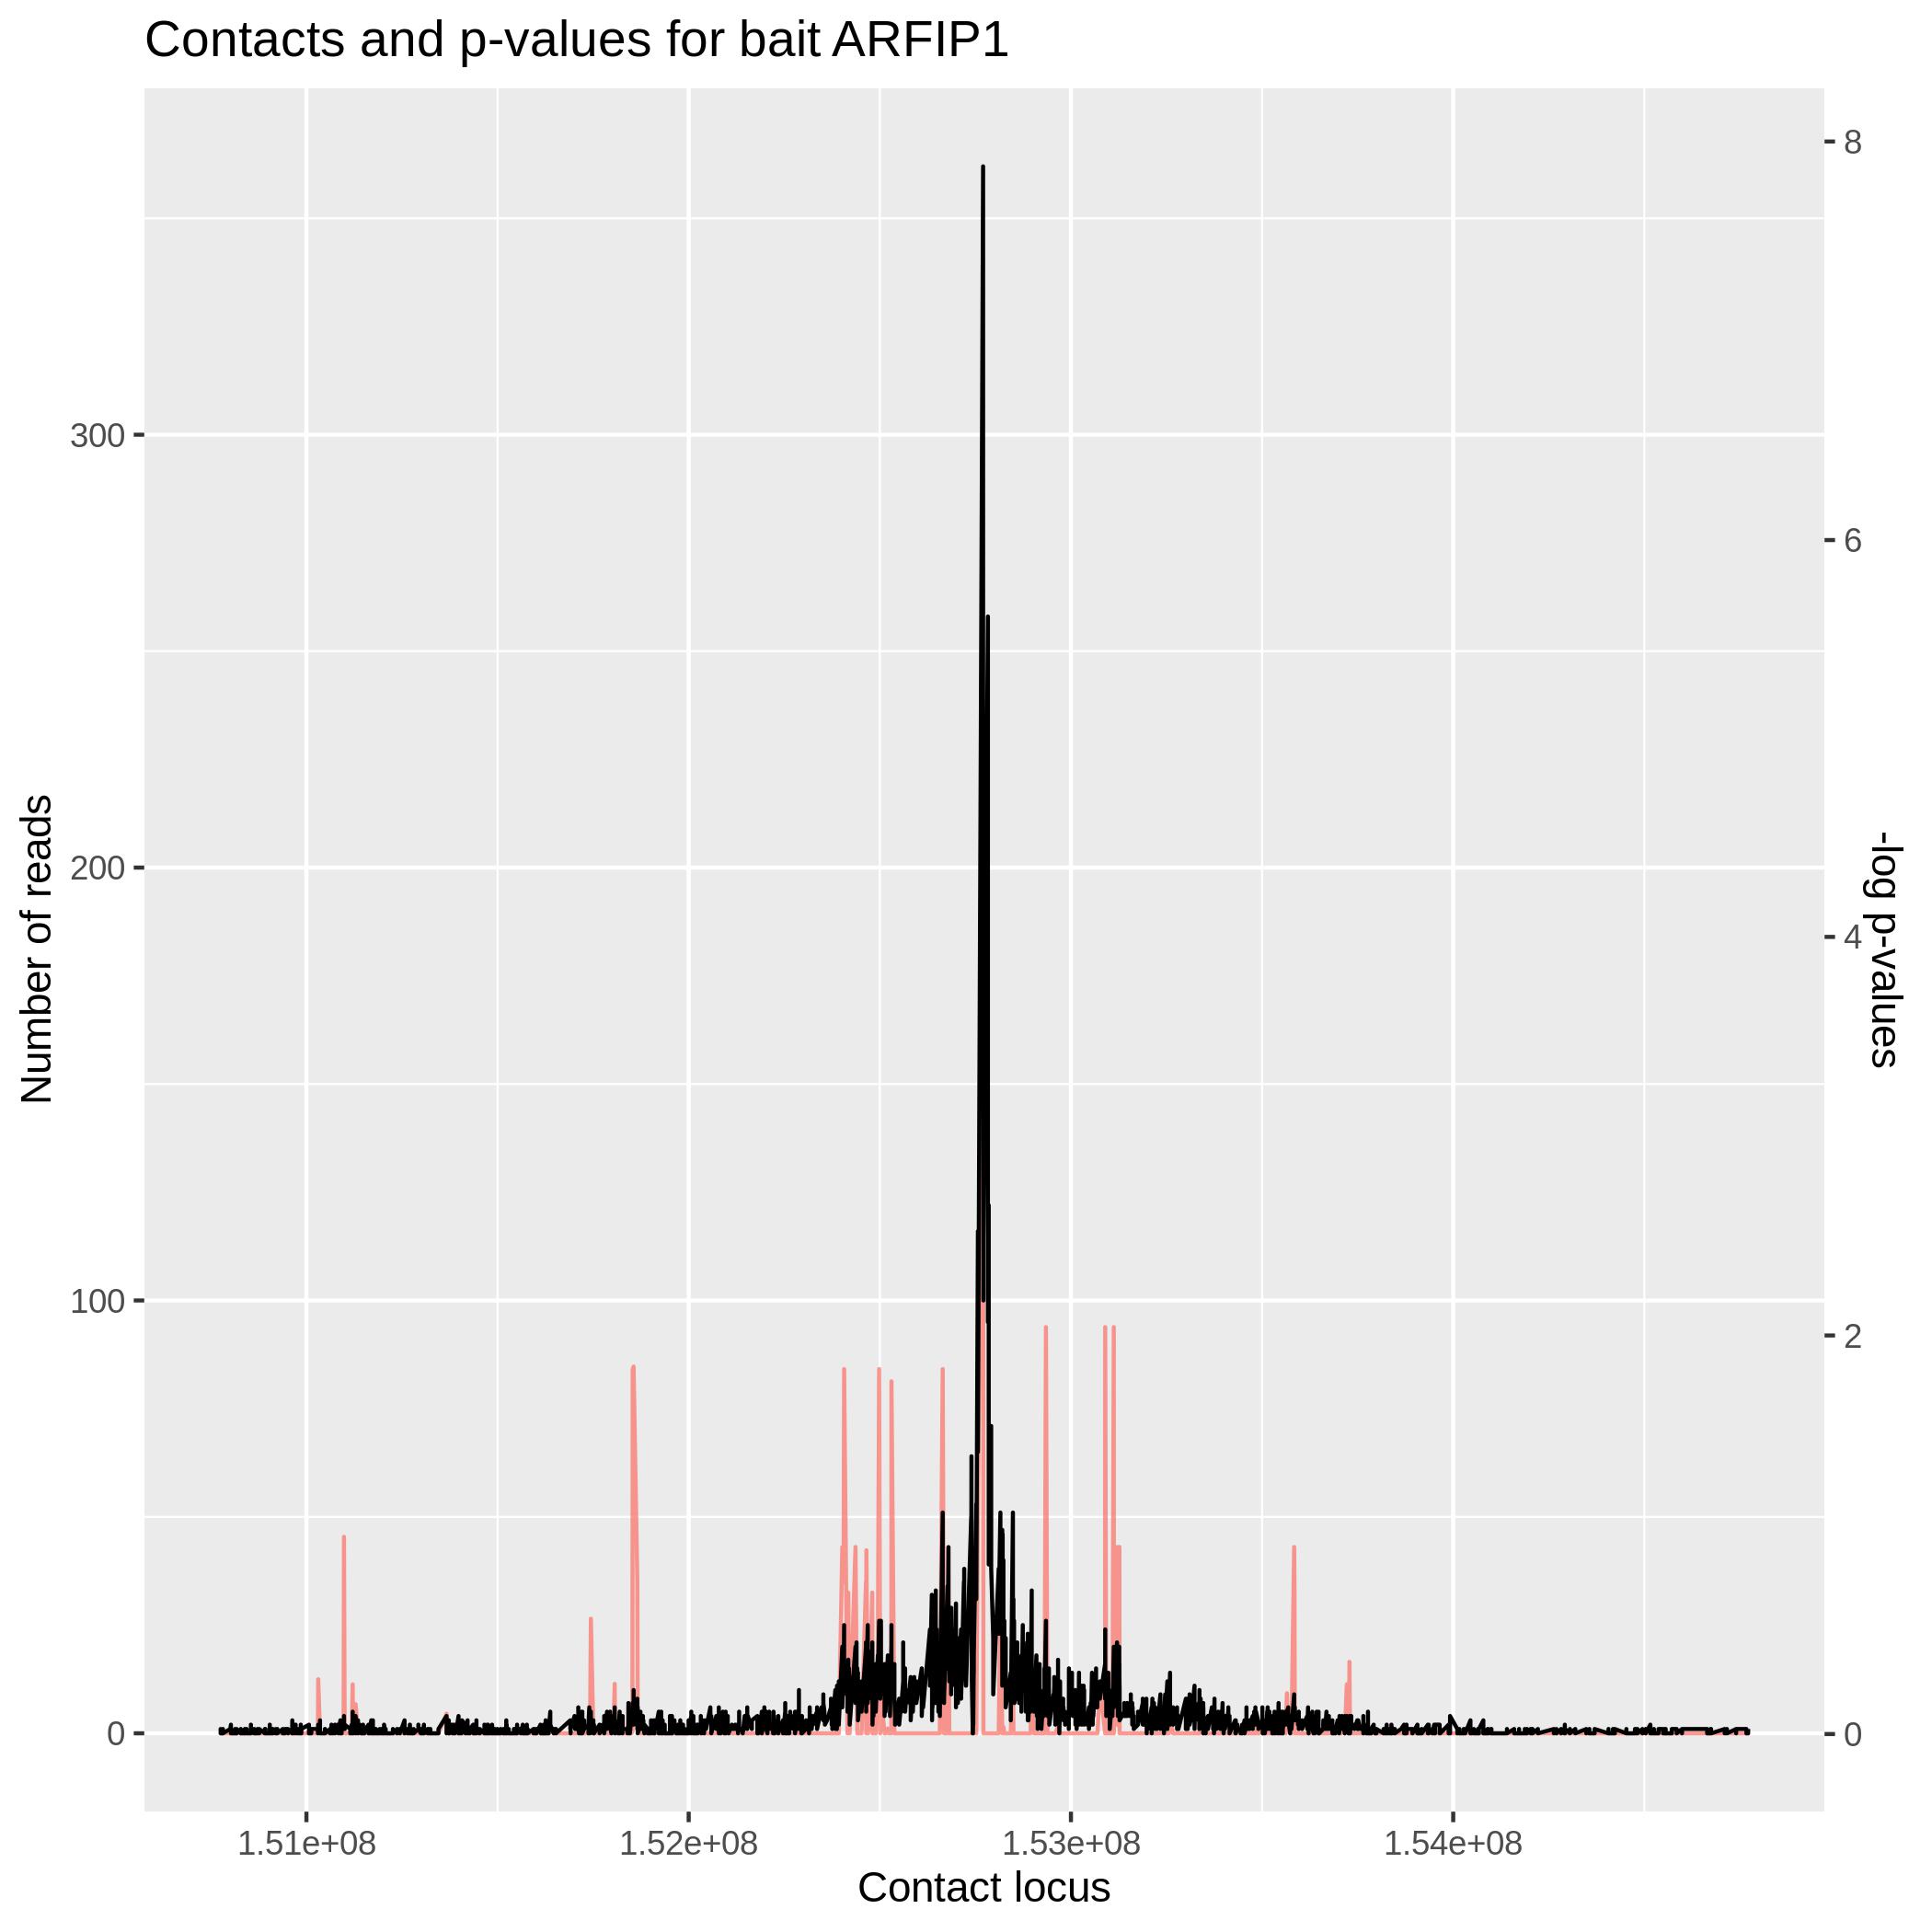 Contacts and p-values for bait ARFIP1
8
300
6
Number of reads
200
-log p-values
4
100
2
0
0
1.51e+08
1.52e+08
1.53e+08
1.54e+08
Contact locus